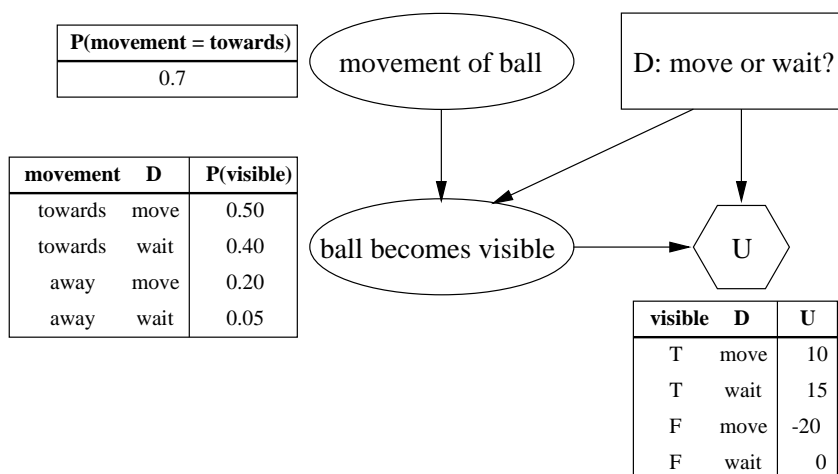 P(movement = towards)
0.7
movement of ball
D: move or wait?
movement D P(visible)
towards move 0.50
towards wait 0.40
away move 0.20
away wait 0.05
ball becomes visible
U
visible D U
T move 10
T wait 15
F move -20
F wait 0